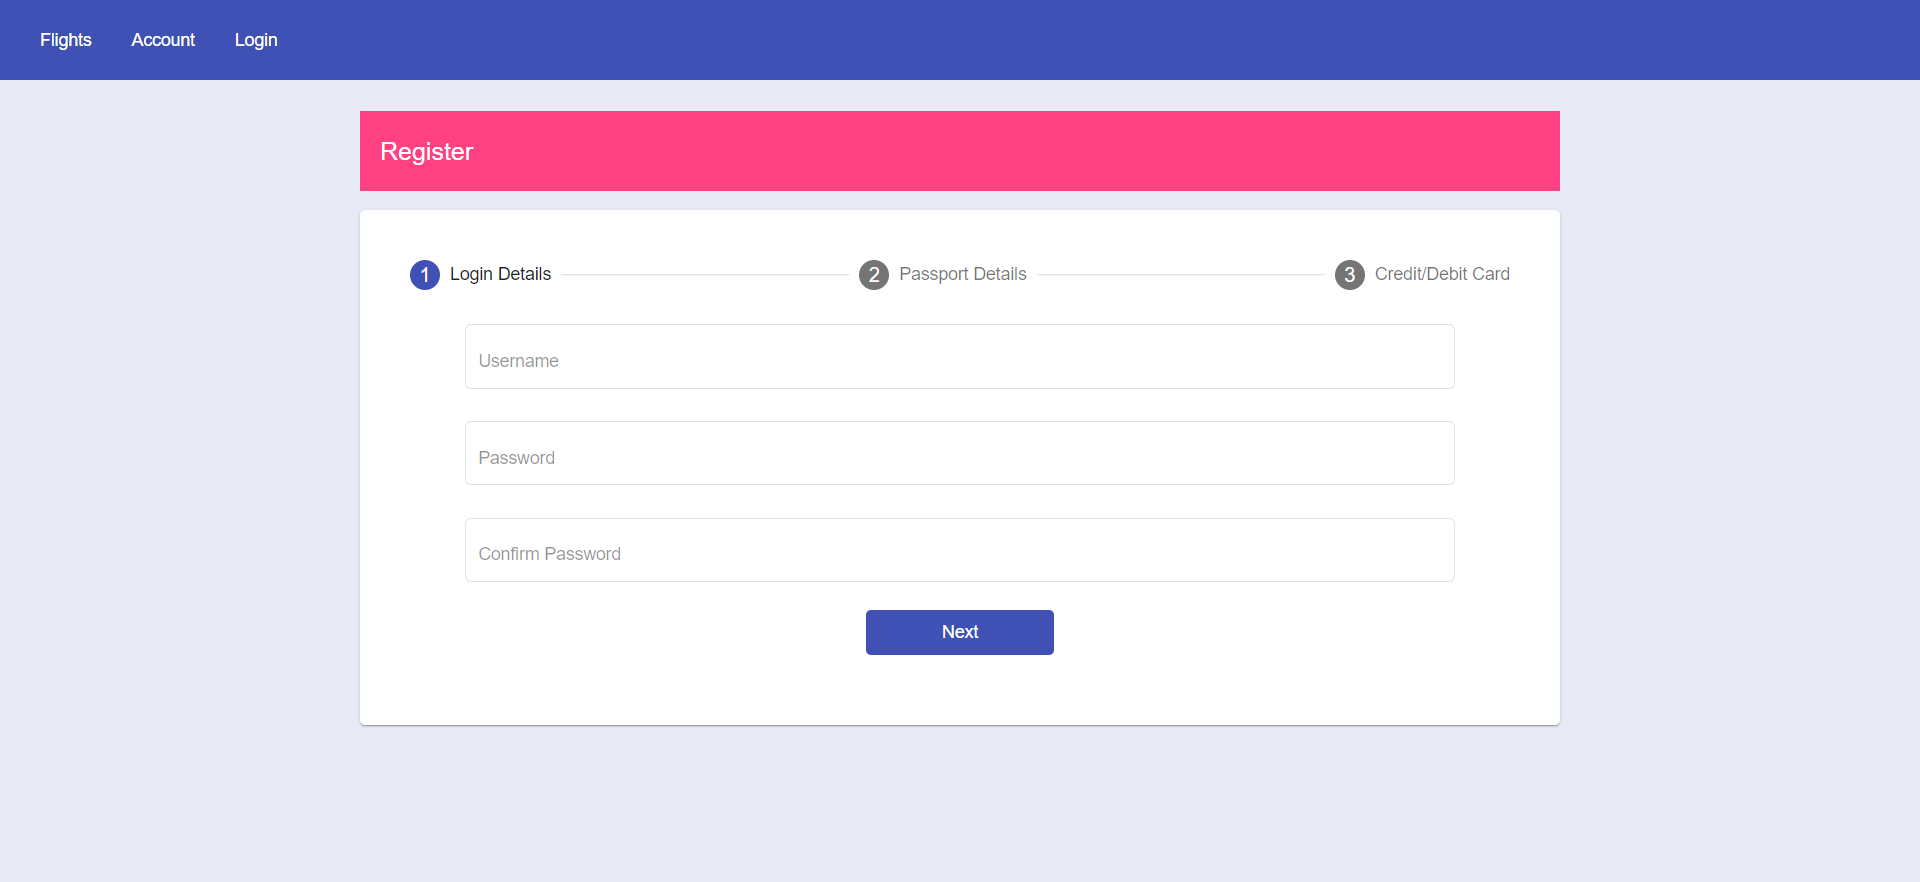 Flights Account Login
Register
1 Login Details 2 Passport Details 3 Credit/Debit Card
Username
Password
Confirm Password
Next